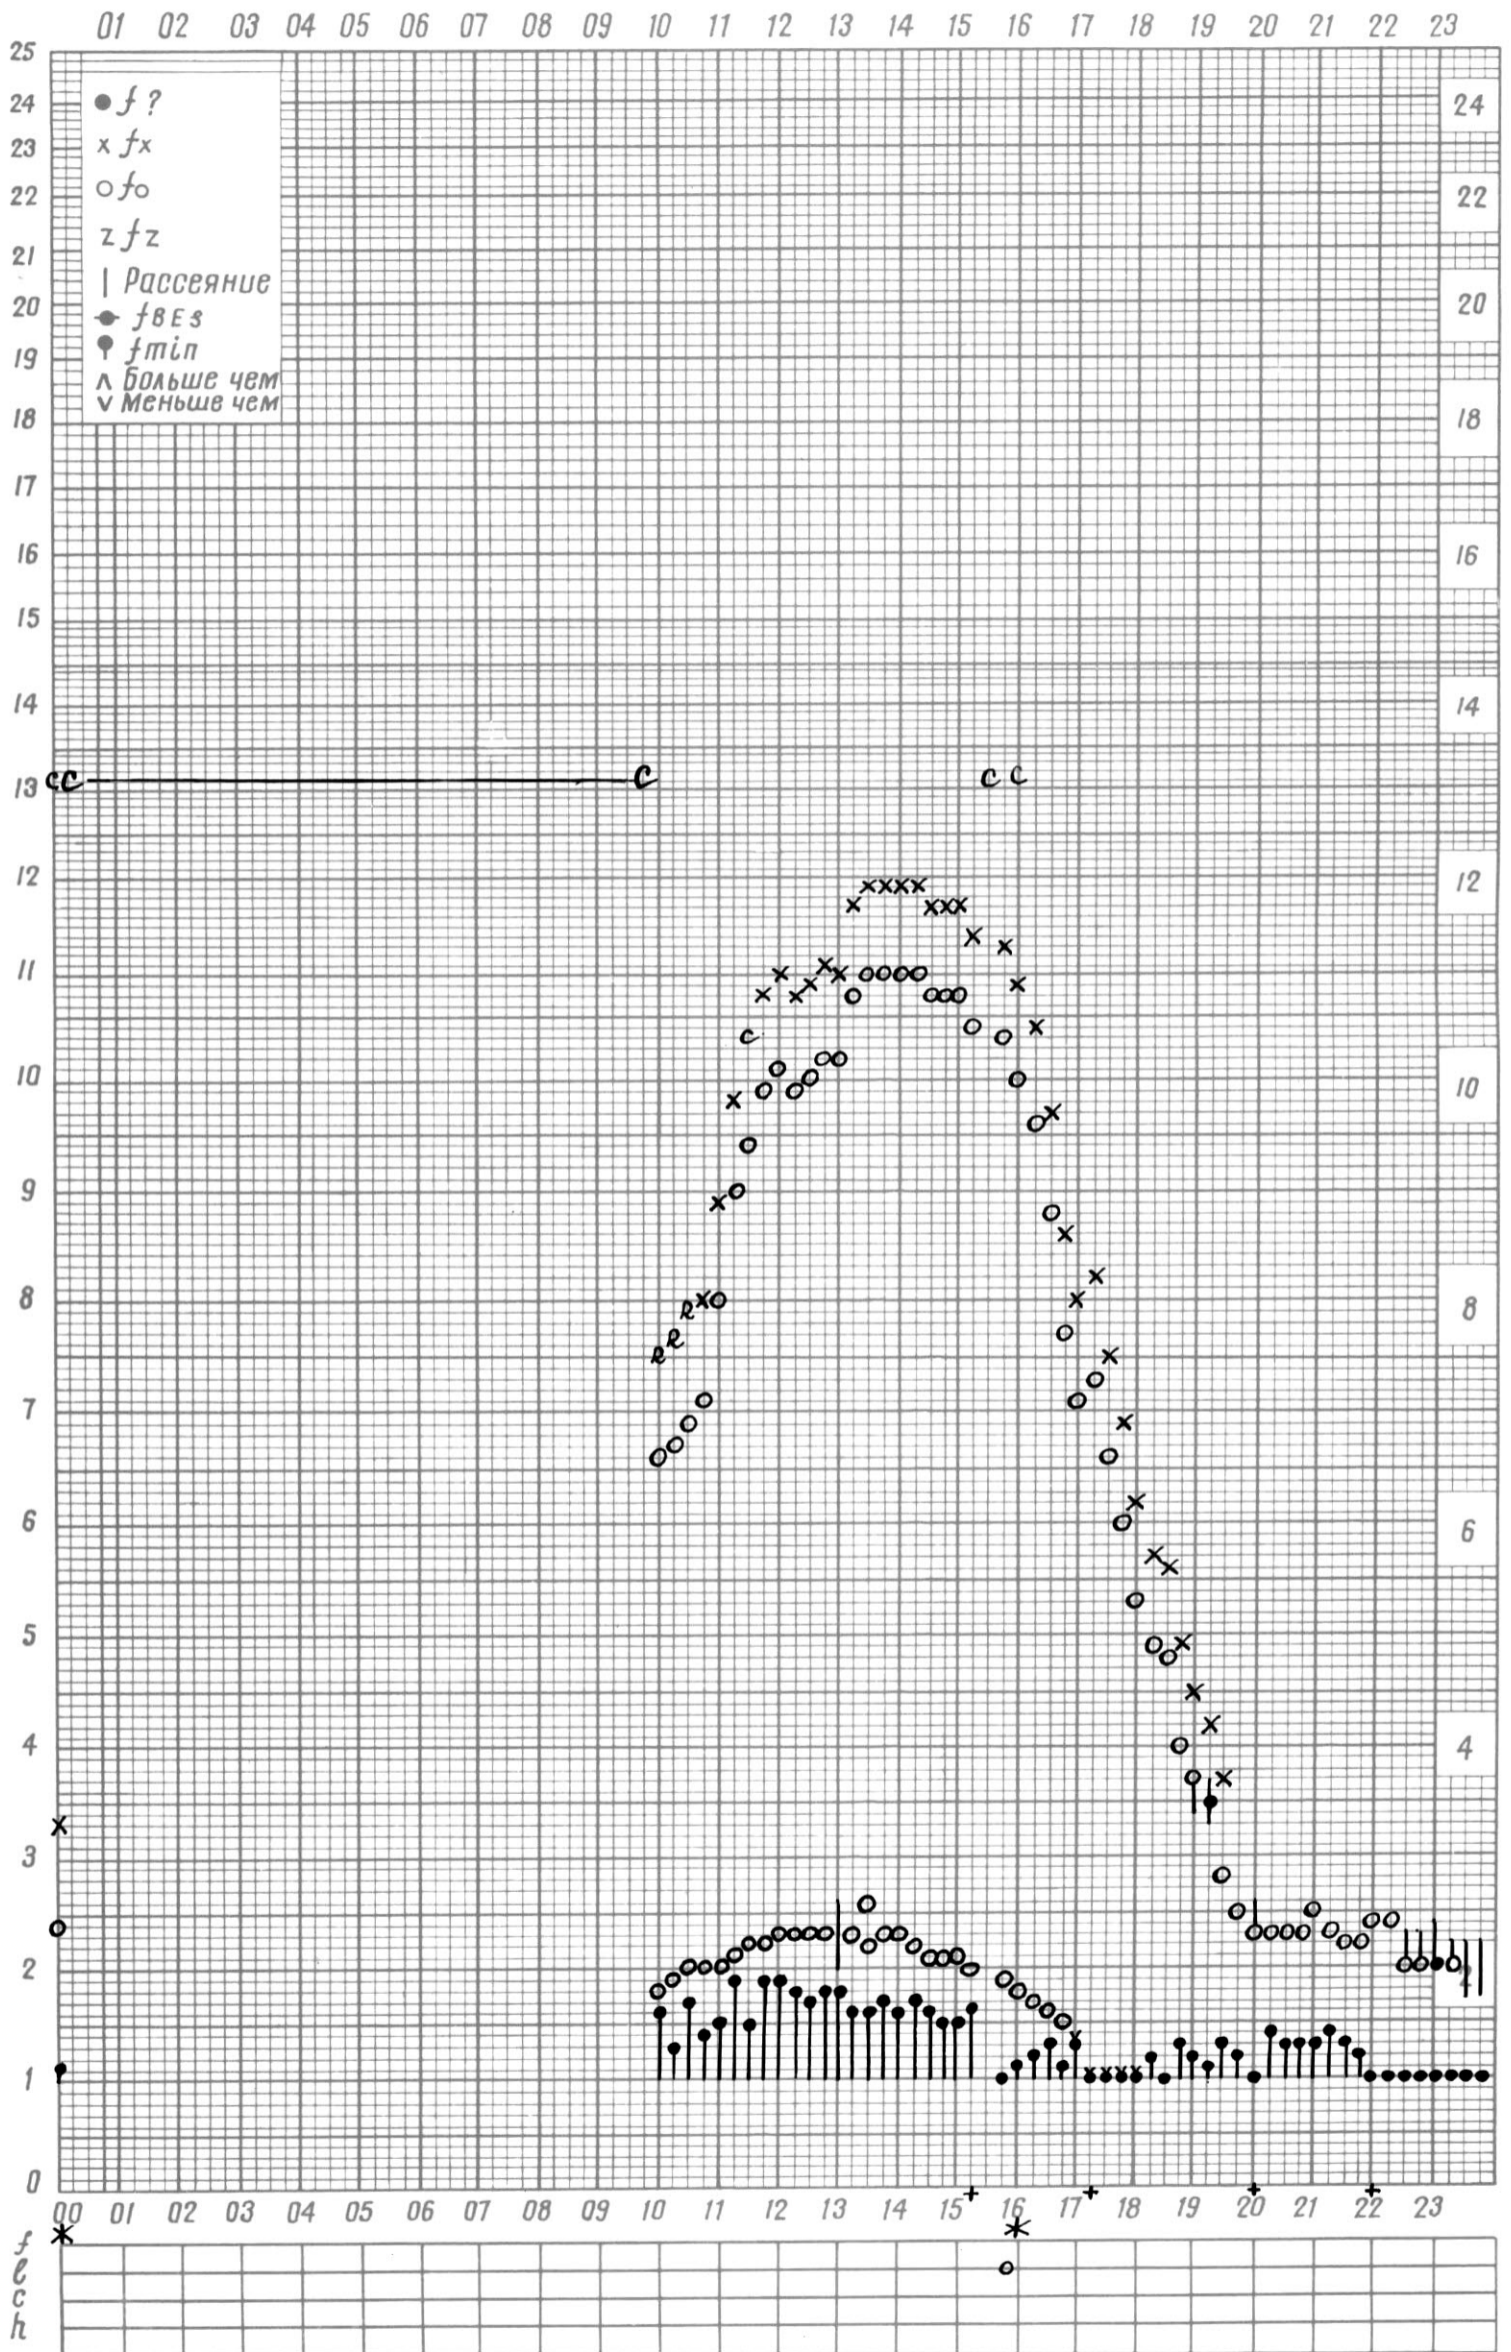 01 02 03 04 05 06 07 08 09 10 11 12 13 14 15 16 17 18 19 20 21 22 23
25
24 24
23
22 22
21
20 20
19
18 18
17
16 16
15
14 14
13
12 12
11
10 10
9
8 8
7
6 6
5
4 4
3
2
1
0
● f ?
x fx
○ fo
z fz
| Рассеяние
f в Es
fmin
∧ Больше чем
∨ Меньше чем
cc c c c
c
00 01 02 03 04 05 06 07 08 09 10 11 12 13 14 15 16 17 18 19 20 21 22 23
f
l
c
h